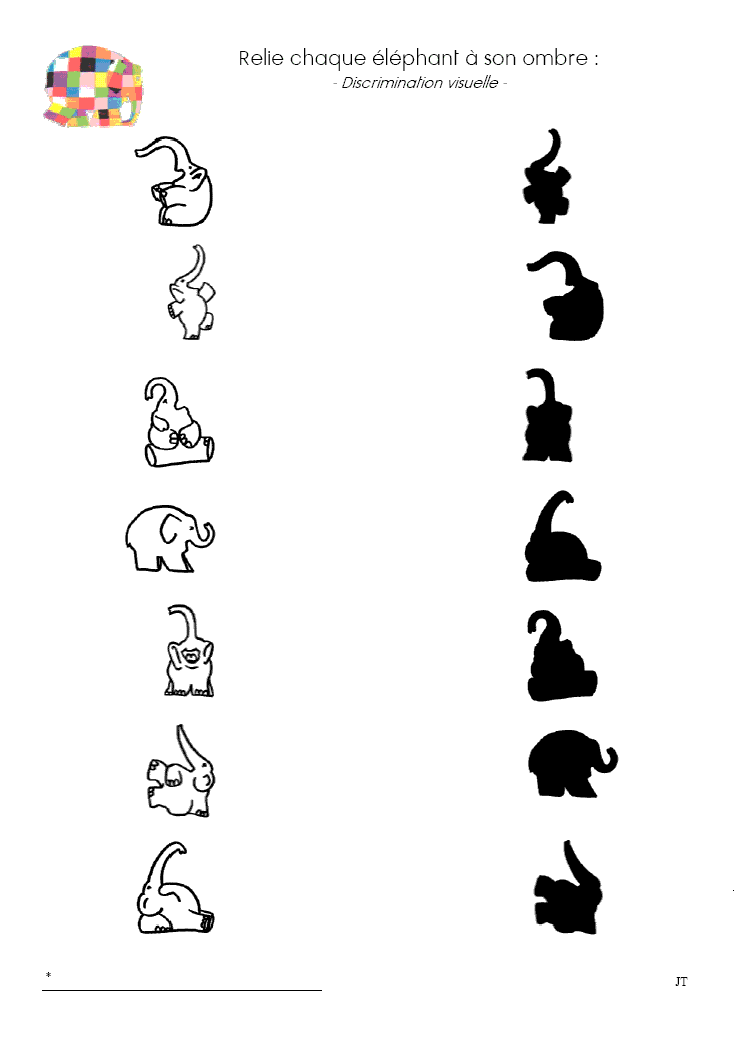 Relie chaque éléphant à son ombre :
- Discrimination visuelle -
*
JT